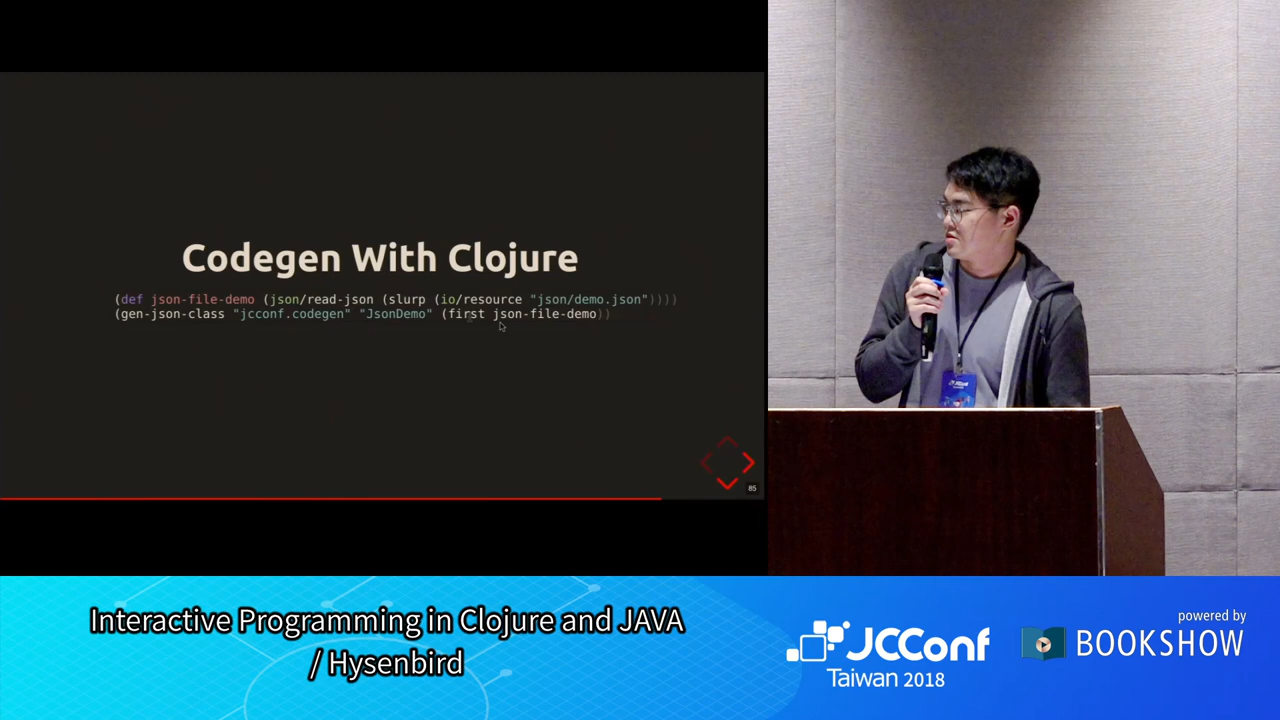 Codegen With Clojure
(def json-file-demo (json/read-json (slurp (io/resource "json/demo.json"))))
(gen-json-class "jcconf.codegen" "JsonDemo" (first json-file-demo))
85
JCConf
Interactive Programming in Clojure and JAVA
/ Hysenbird
JCConf
Taiwan 2018
powered by
BOOKSHOW